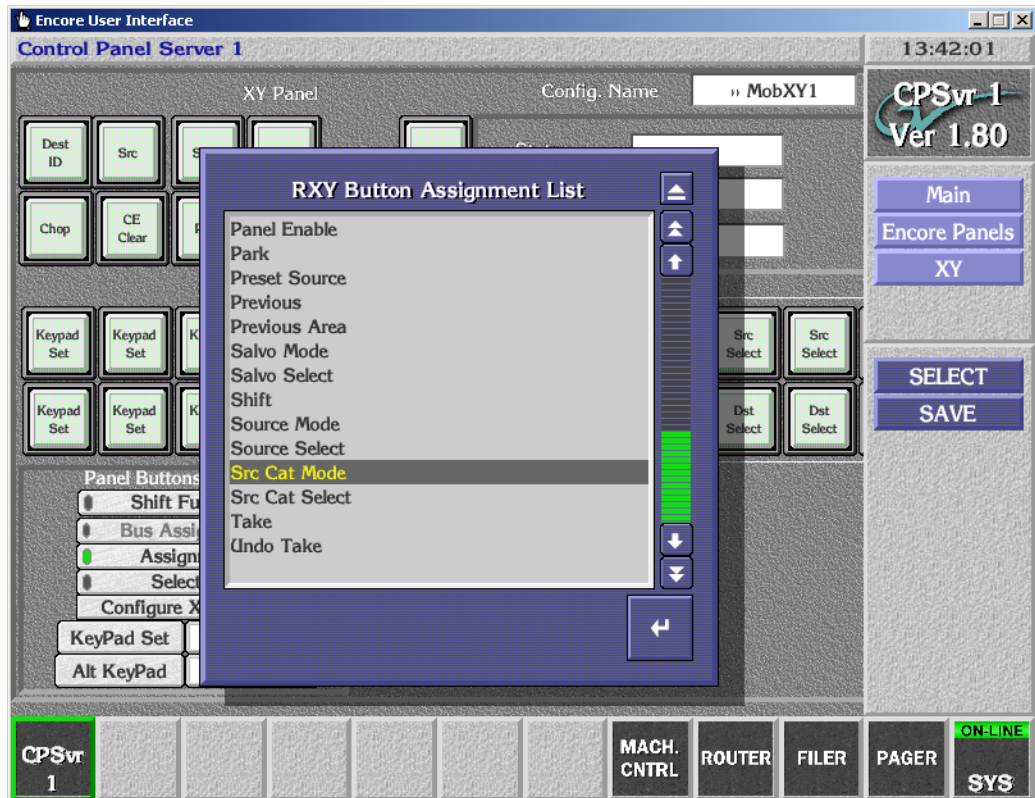 Encore User Interface
Control Panel Server 1
13:42:01
XY Panel
Config. Name
›› MobXY1
CPSvr 1
Ver 1.80
Dest
ID
Src
Chop
CE
Clear
RXY Button Assignment List
Panel Enable
Park
Preset Source
Previous
Previous Area
Salvo Mode
Salvo Select
Shift
Source Mode
Source Select
Src Cat Mode
Src Cat Select
Take
Undo Take
Main
Encore Panels
XY
SELECT
SAVE
Keypad
Set
Keypad
Set
Src
Select
Src
Select
Keypad
Set
Keypad
Set
Dst
Select
Dst
Select
Panel Buttons
Shift Fu
Bus Assig
Assign
Select
Configure X
KeyPad Set
Alt KeyPad
CPSvr
1
MACH.
CNTRL
ROUTER
FILER
PAGER
ON-LINE
SYS